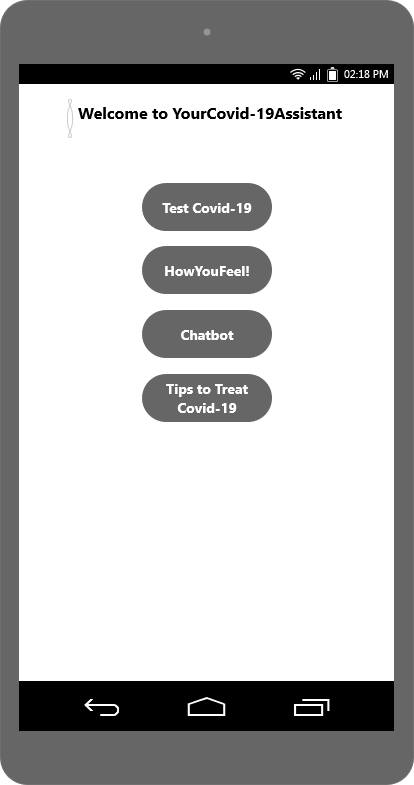 02:18 PM
Welcome to YourCovid-19Assistant
Test Covid-19
HowYouFeel!
Chatbot
Tips to Treat
Covid-19